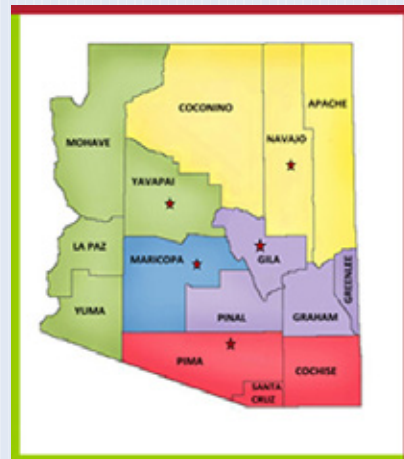 COCONINO
APACHE
MOHAVE
NAVAJO
YAVAPAI
LA PAZ
MARICOPA
GILA
GREENLEE
YUMA
PINAL
GRAHAM
PIMA
COCHISE
SANTA
CRUZ